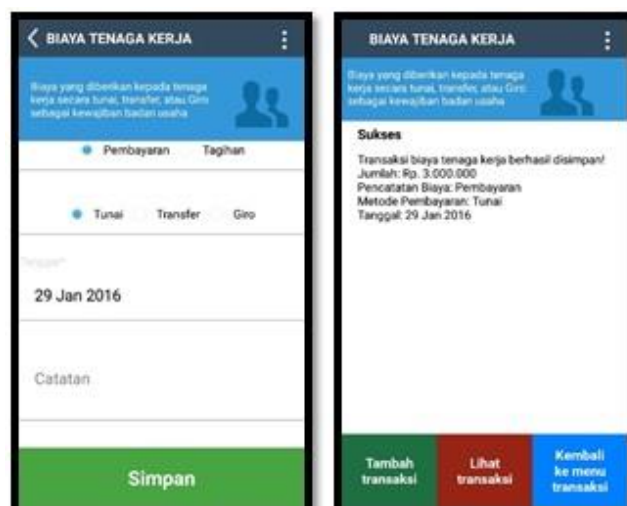 BIAYA TENAGA KERJA
Biaya yang diberikan kepada tenaga
kerja secara tunai, transfer, atau Giro
sebagai kewajiban badan usaha
Pembayaran Tagihan
Tunai Transfer Giro
Tanggal*
29 Jan 2016
Catatan
Simpan
BIAYA TENAGA KERJA
Biaya yang diberikan kepada tenaga
kerja secara tunai, transfer, atau Giro
sebagai kewajiban badan usaha
Sukses
Transaksi biaya tenaga kerja berhasil disimpan!
Jumlah: Rp. 3.000.000
Pencatatan Biaya: Pembayaran
Metode Pembayaran: Tunai
Tanggal: 29 Jan 2016
Tambah
transaksi
Lihat
transaksi
Kembali
ke menu
transaksi